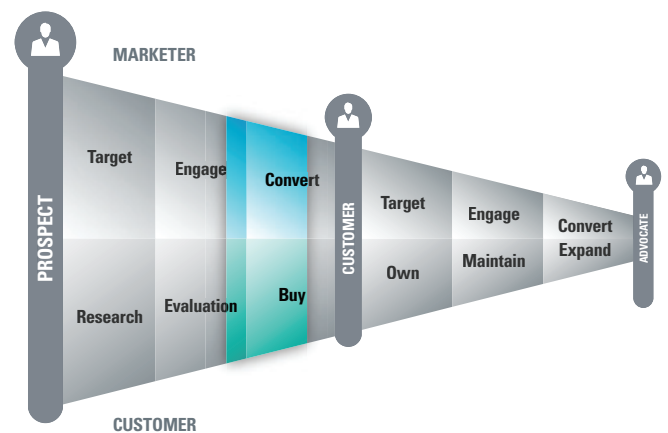 MARKETER
PROSPECT
Target
Engage
Convert
CUSTOMER
Target
Engage
Convert
ADVOCATE
Research
Evaluation
Buy
Own
Maintain
Expand
CUSTOMER